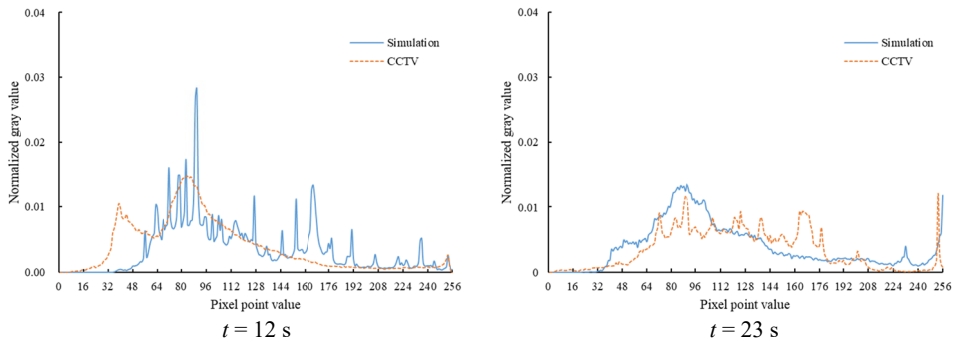 0.04
0.03
0.02
0.01
0.00
Normalized gray value
Simulation
CCTV
0 16 32 48 64 80 96 112 128 144 160 176 192 208 224 240 256
Pixel point value
t = 12 s
0.04
0.03
0.02
0.01
0
Normalized gray value
Simulation
CCTV
0 16 32 48 64 80 96 112 128 144 160 176 192 208 224 240 256
Pixel point value
t = 23 s